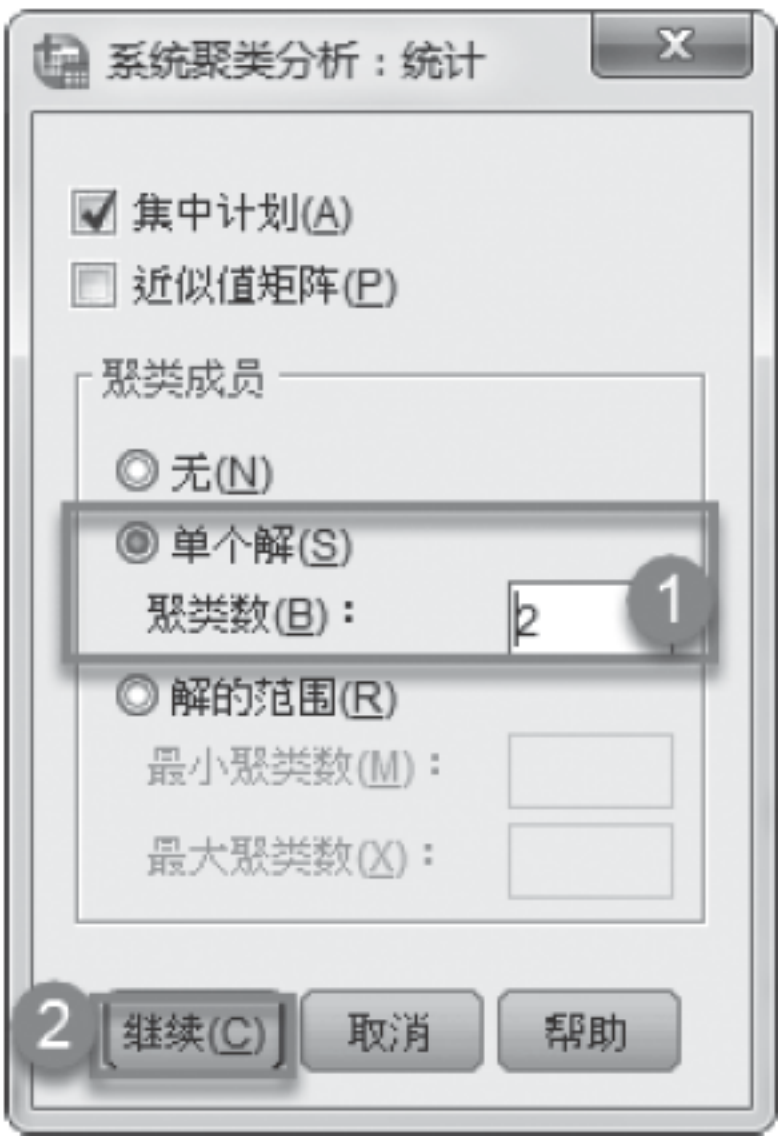 系统聚类分析：统计
集中计划(A)
近似值矩阵(P)
聚类成员
无(N)
单个解(S)
聚类数(B)： 2 1
解的范围(R)
最小聚类数(M)：
最大聚类数(X)：
2 继续(C) 取消 帮助